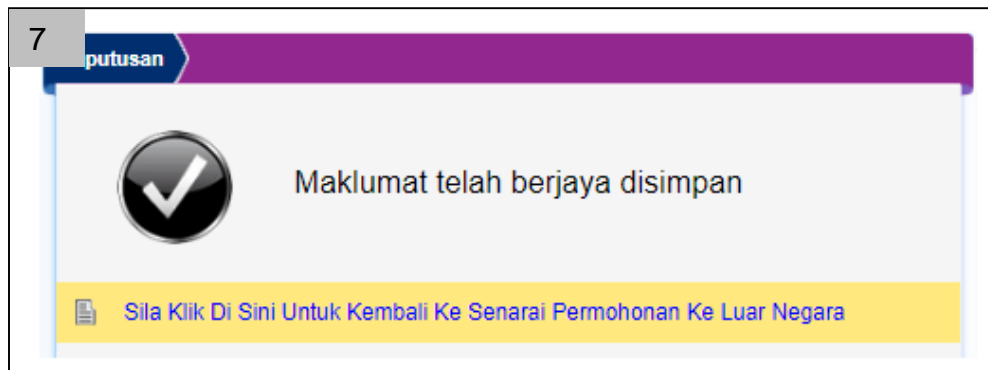 7
putusan
Maklumat telah berjaya disimpan
Sila Klik Di Sini Untuk Kembali Ke Senarai Permohonan Ke Luar Negara